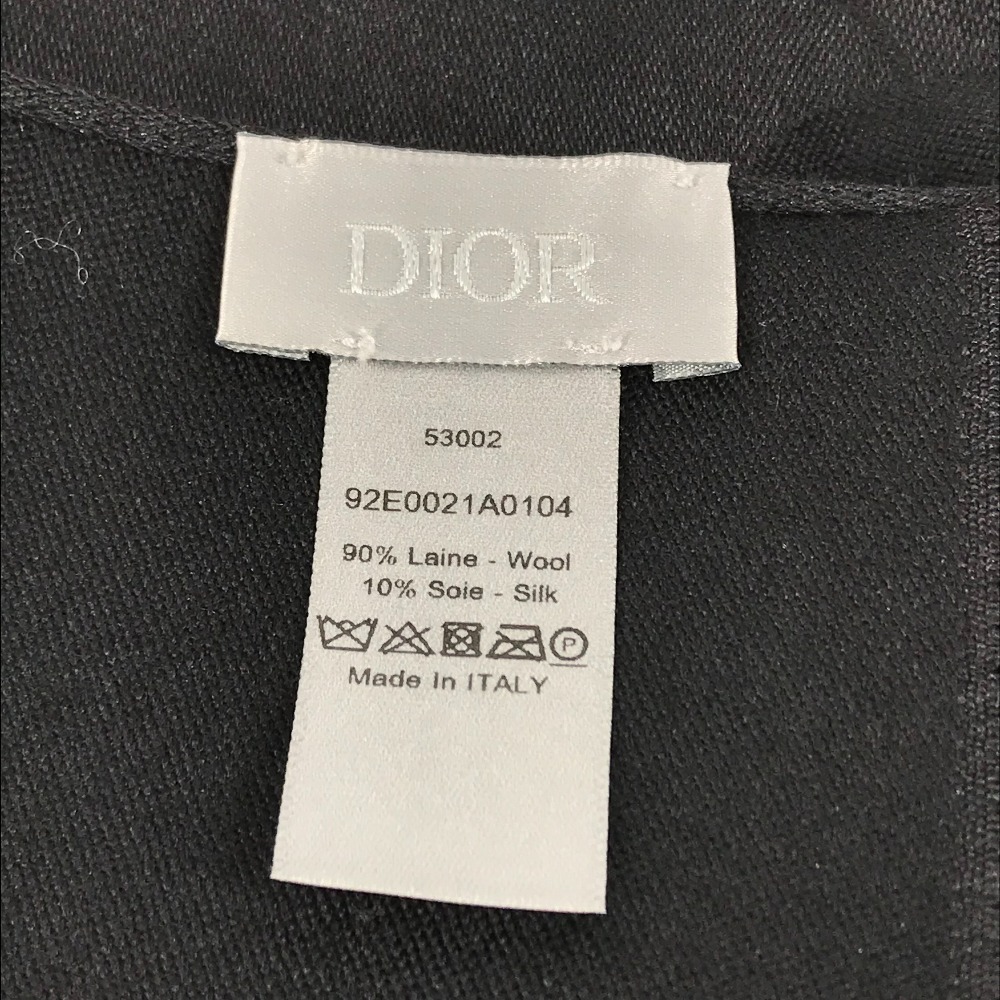 DIOR
53002
92E0021A0104
90% Laine - Wool
10% Soie - Silk
P
Made In ITALY